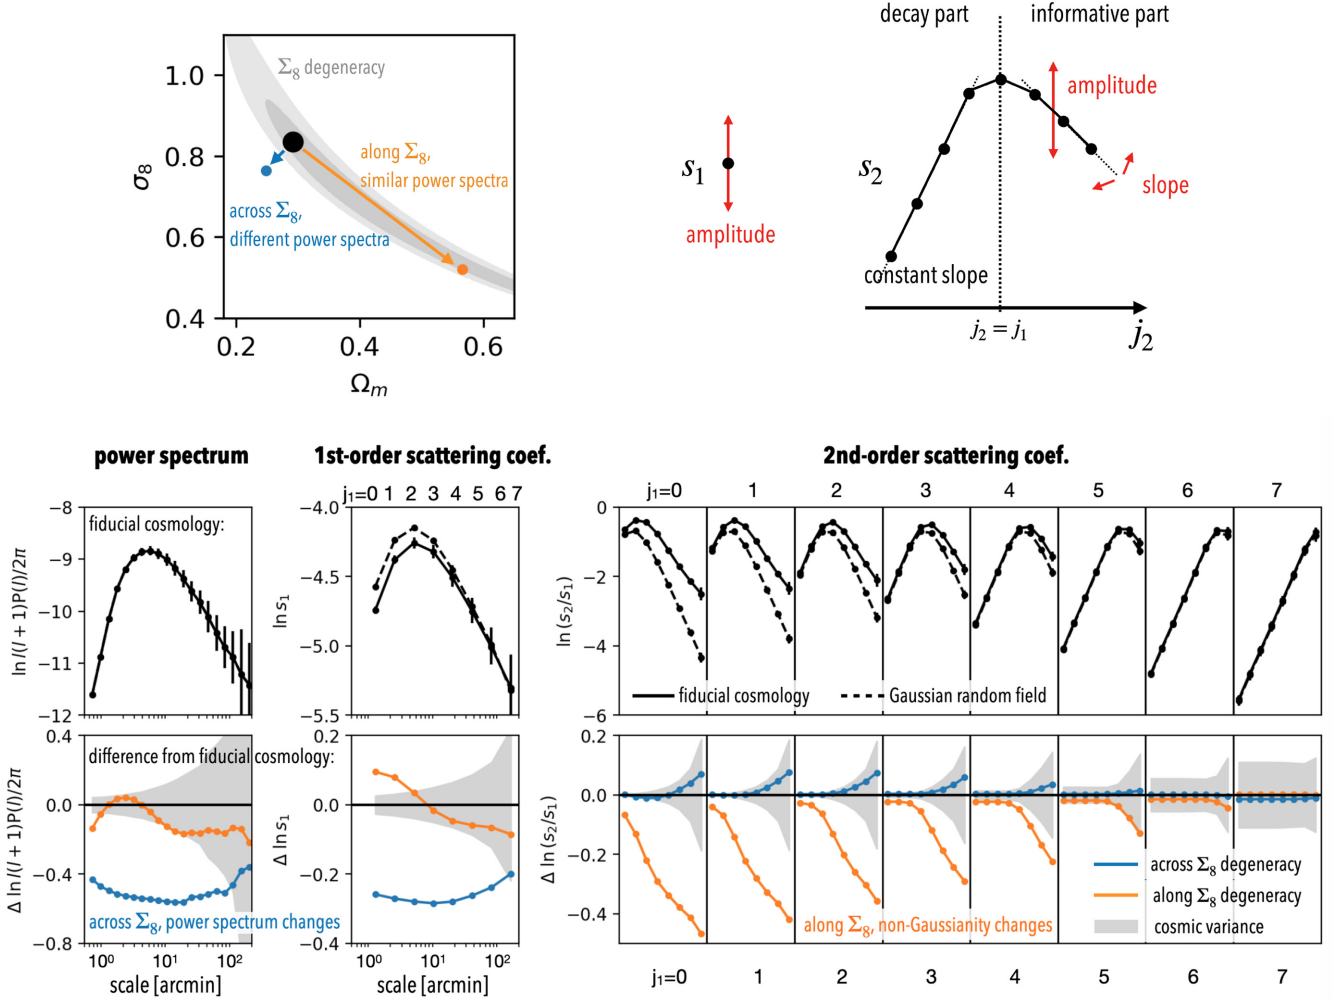 Σ8 degeneracy
along Σ8,
similar power spectra
across Σ8,
different power spectra
σ8
1.0
0.8
0.6
0.4
0.2 0.4 0.6
Ωm
decay part informative part
amplitude
s1
amplitude
s2
slope
constant slope
j2 = j1
j2
power spectrum
1st-order scattering coef.
2nd-order scattering coef.
j1=0 1 2 3 4 5 6 7
j1=0 1 2 3 4 5 6 7
fiducial cosmology:
ln l(l + 1)P(l)/2π
−8
−9
−10
−11
−12
ln s1
−4.0
−4.5
−5.0
−5.5
ln (s2/s1)
0
−2
−4
−6
fiducial cosmology
Gaussian random field
difference from fiducial cosmology:
Δ ln l(l + 1)P(l)/2π
0.4
0.0
−0.4
−0.8
across Σ8, power spectrum changes
10⁰ 10¹ 10²
scale [arcmin]
Δ ln s1
0.2
0.0
−0.2
−0.4
10⁰ 10¹ 10²
scale [arcmin]
Δ ln (s2/s1)
0.2
0.0
−0.2
−0.4
along Σ8, non-Gaussianity changes
across Σ8 degeneracy
along Σ8 degeneracy
cosmic variance
j1=0 1 2 3 4 5 6 7